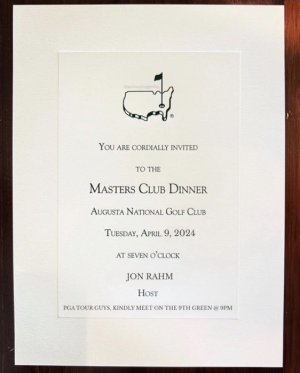 YOU ARE CORDIALLY INVITED
TO THE
MASTERS CLUB DINNER
AUGUSTA NATIONAL GOLF CLUB
TUESDAY, APRIL 9, 2024
AT SEVEN O'CLOCK
JON RAHM
HOST
PGA TOUR GUYS, KINDLY MEET ON THE 9TH GREEN @ 9PM